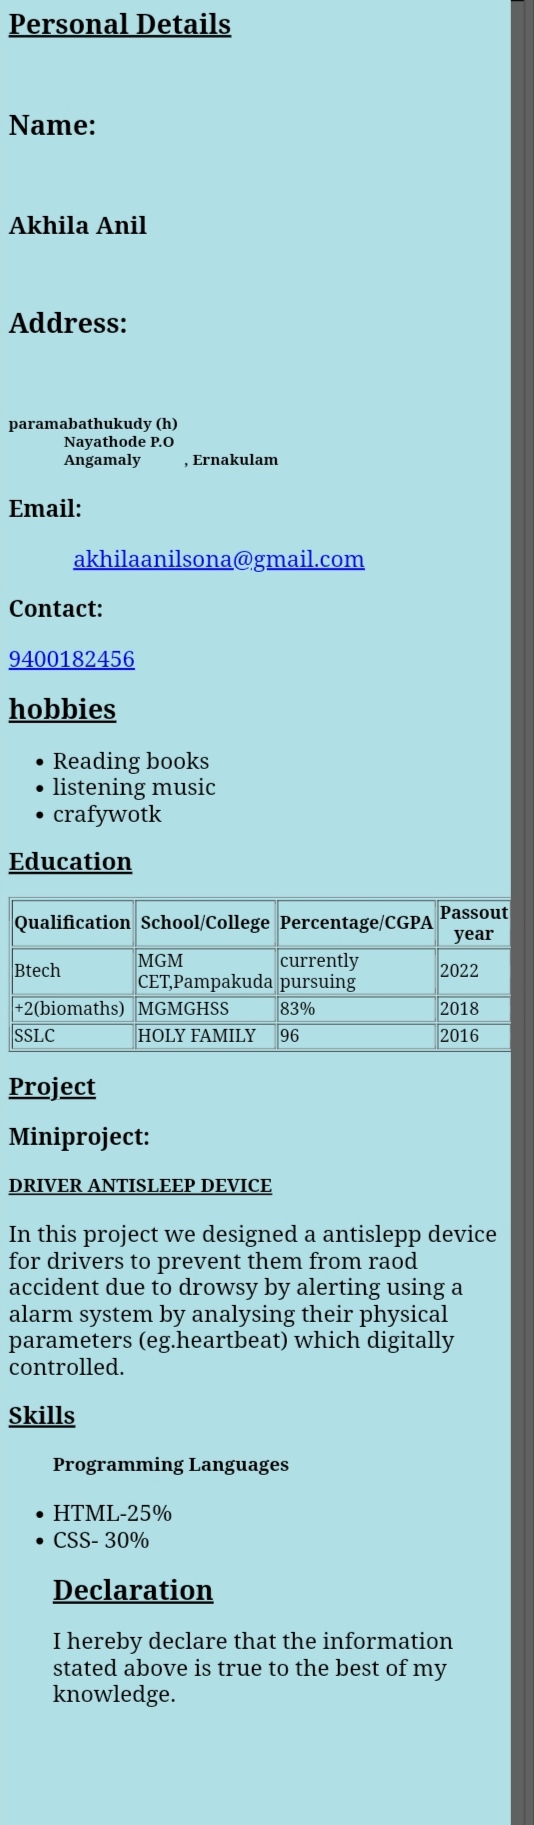 Personal Details
Name:
Akhila Anil
Address:
paramabathukudy (h)
Nayathode P.O
Angamaly , Ernakulam
Email:
akhilaanilsona@gmail.com
Contact:
9400182456
hobbies
• Reading books
• listening music
• crafywotk
Education
Qualification School/College Percentage/CGPA Passout year
Btech MGM CET,Pampakuda currently pursuing 2022
+2(biomaths) MGMGHSS 83% 2018
SSLC HOLY FAMILY 96 2016
Project
Miniproject:
DRIVER ANTISLEEP DEVICE
In this project we designed a antislepp device
for drivers to prevent them from raod
accident due to drowsy by alerting using a
alarm system by analysing their physical
parameters (eg.heartbeat) which digitally
controlled.
Skills
Programming Languages
• HTML-25%
• CSS- 30%
Declaration
I hereby declare that the information
stated above is true to the best of my
knowledge.